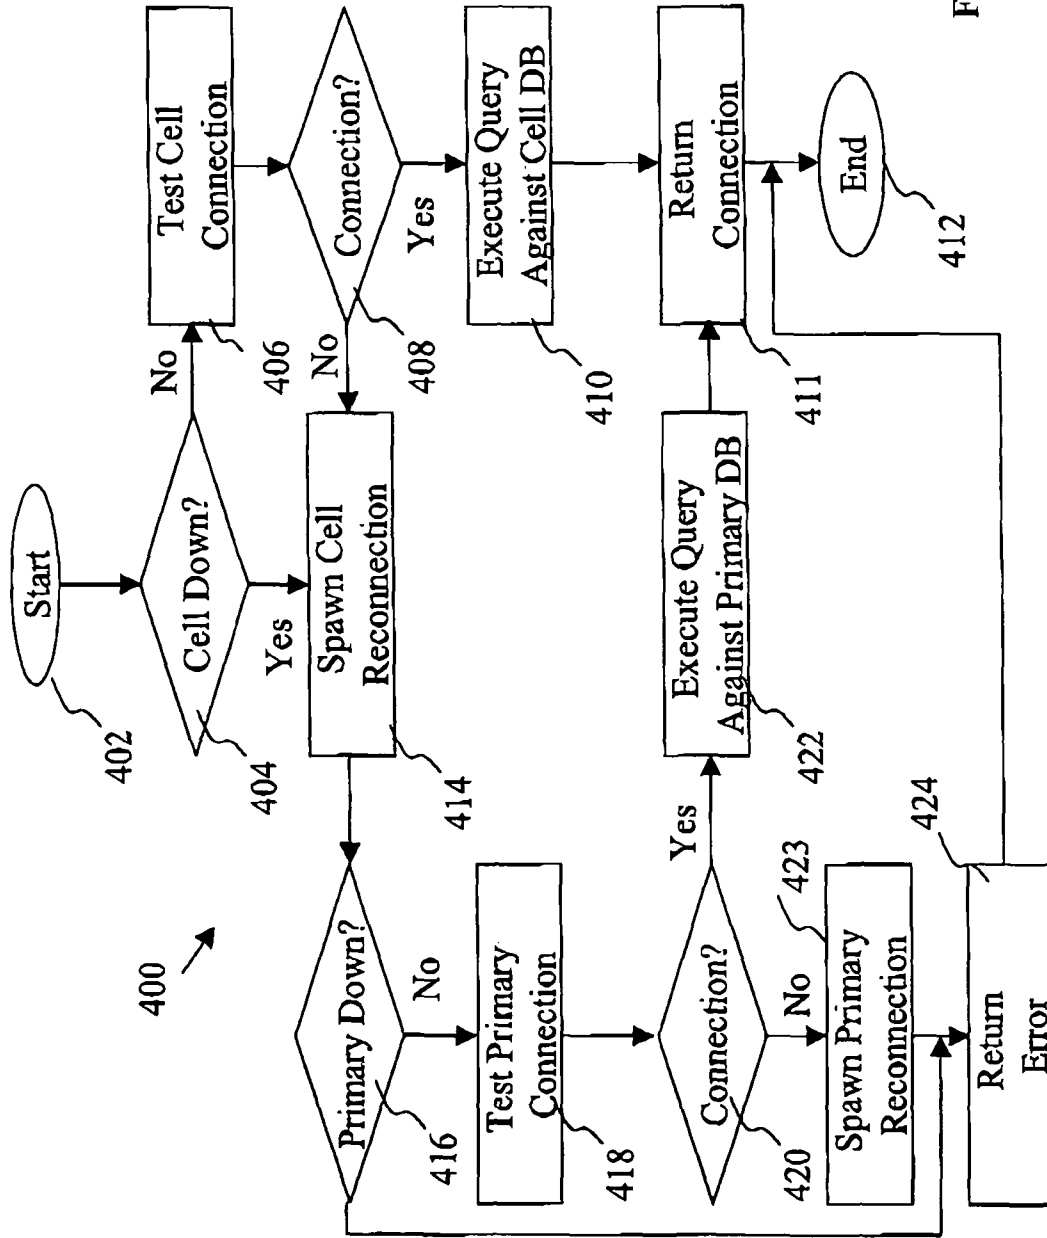 400
Start
402
Cell Down?
404
No
Yes
Test Cell
Connection
406
Connection?
408
No
Yes
Execute Query
Against Cell DB
410
Return
Connection
411
End
412
Spawn Cell
Reconnection
414
Primary Down?
416
No
Test Primary
Connection
418
Connection?
420
Yes
No
Execute Query
Against Primary DB
422
Spawn Primary
Reconnection
423
Return
Error
424
F